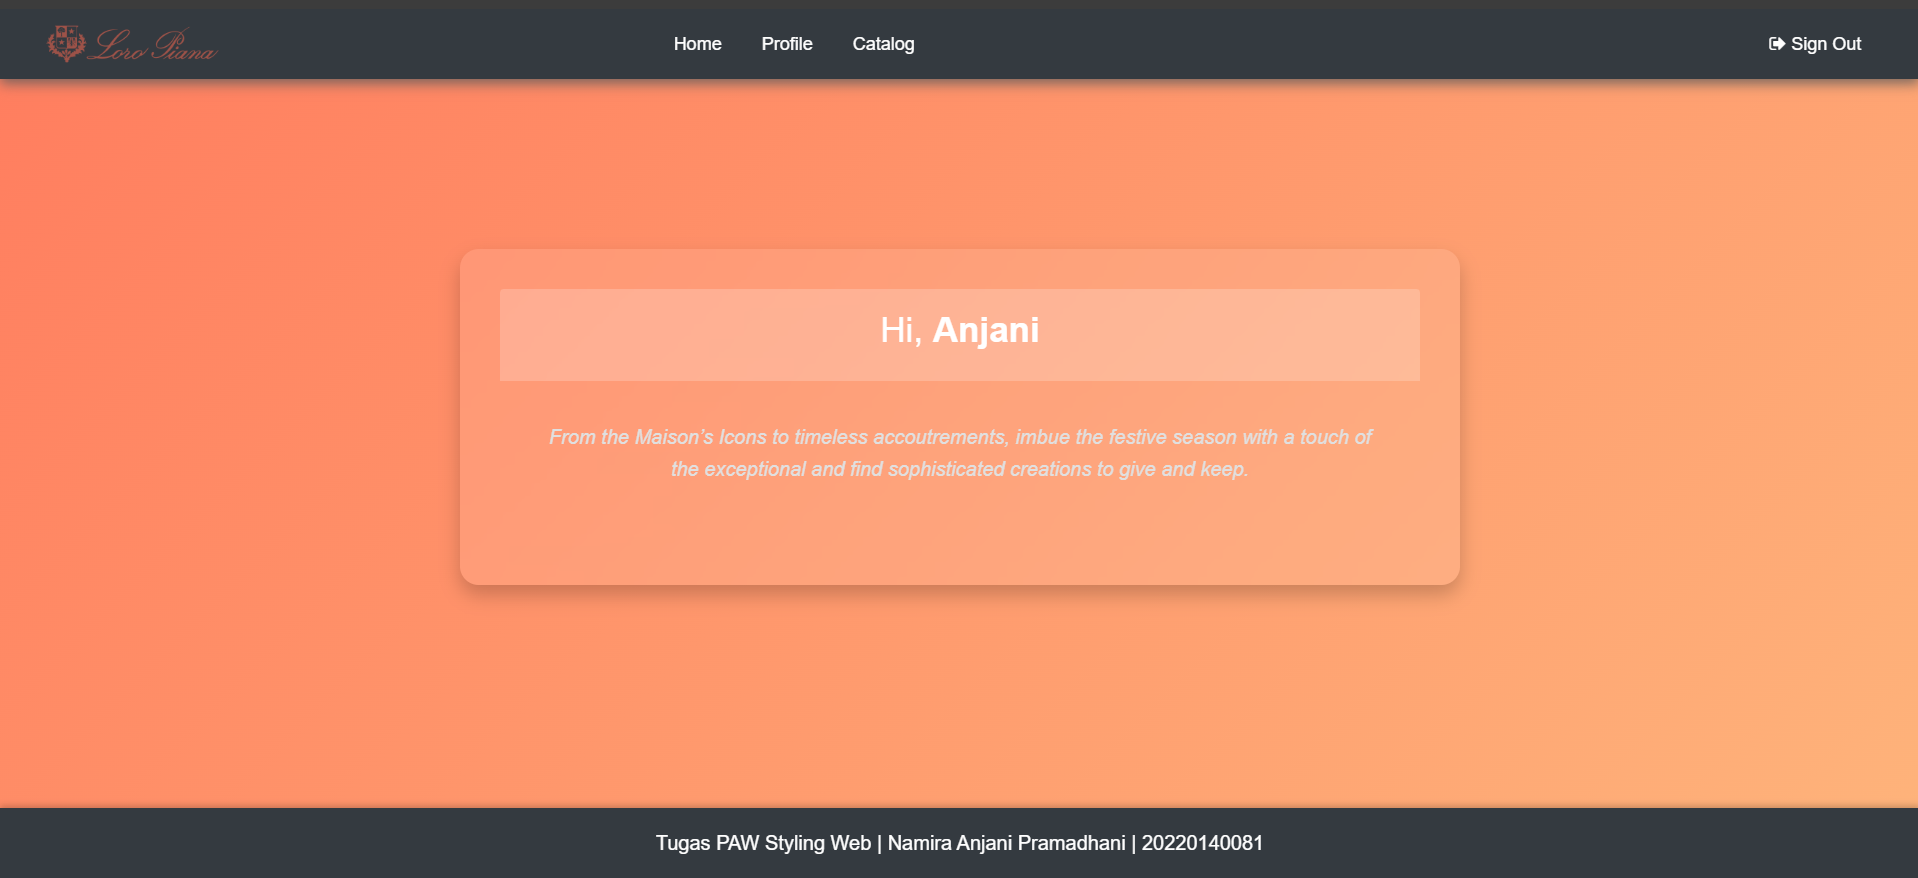 Loro Piana
Home Profile Catalog
Sign Out
Hi, Anjani
From the Maison’s Icons to timeless accoutrements, imbue the festive season with a touch of
the exceptional and find sophisticated creations to give and keep.
Tugas PAW Styling Web | Namira Anjani Pramadhani | 20220140081